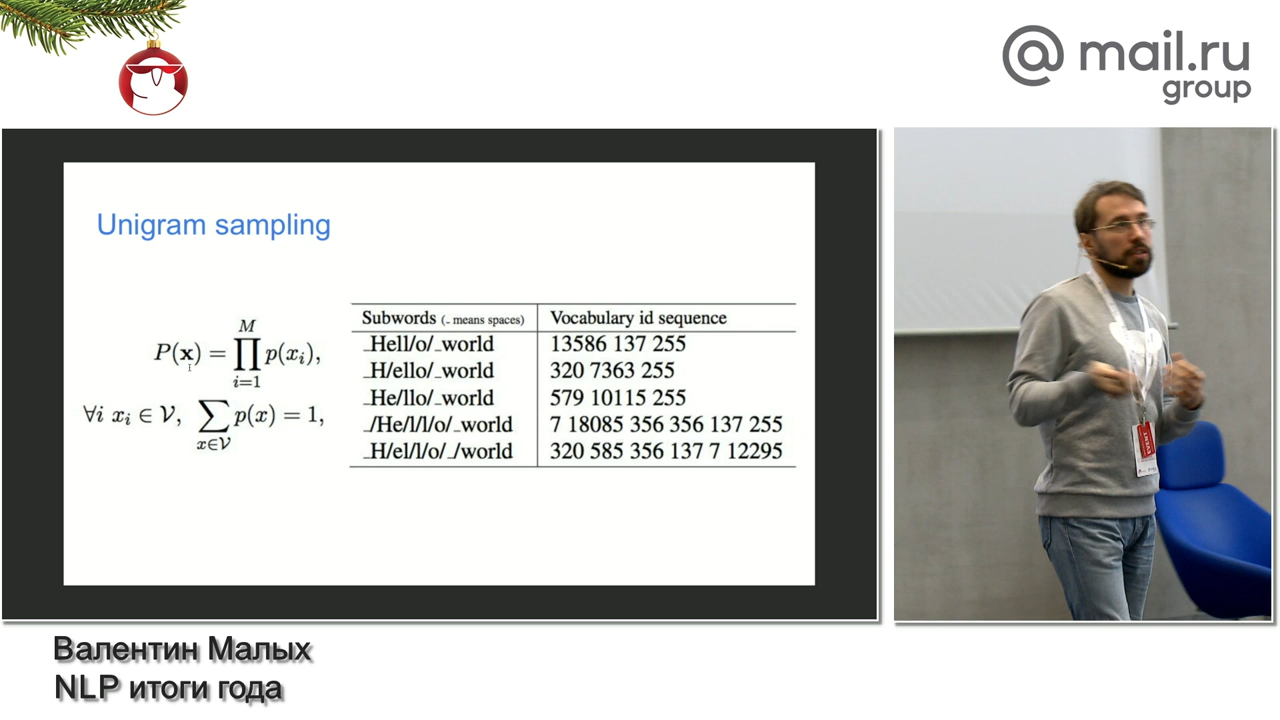 @ mail.ru
group
Unigram sampling
P(x) = ∏_{i=1}^{M} p(x_i),
∀i x_i ∈ V, ∑_{x∈V} p(x) = 1,
Subwords (_ means spaces) Vocabulary id sequence
_Hell/o/_world 13586 137 255
_H/ello/_world 320 7363 255
_He/llo/_world 579 10115 255
_/He/l/l/o/_world 7 18085 356 356 137 255
_H/el/l/o/_/world 320 585 356 137 7 12295
Валентин Малых
NLP итоги года